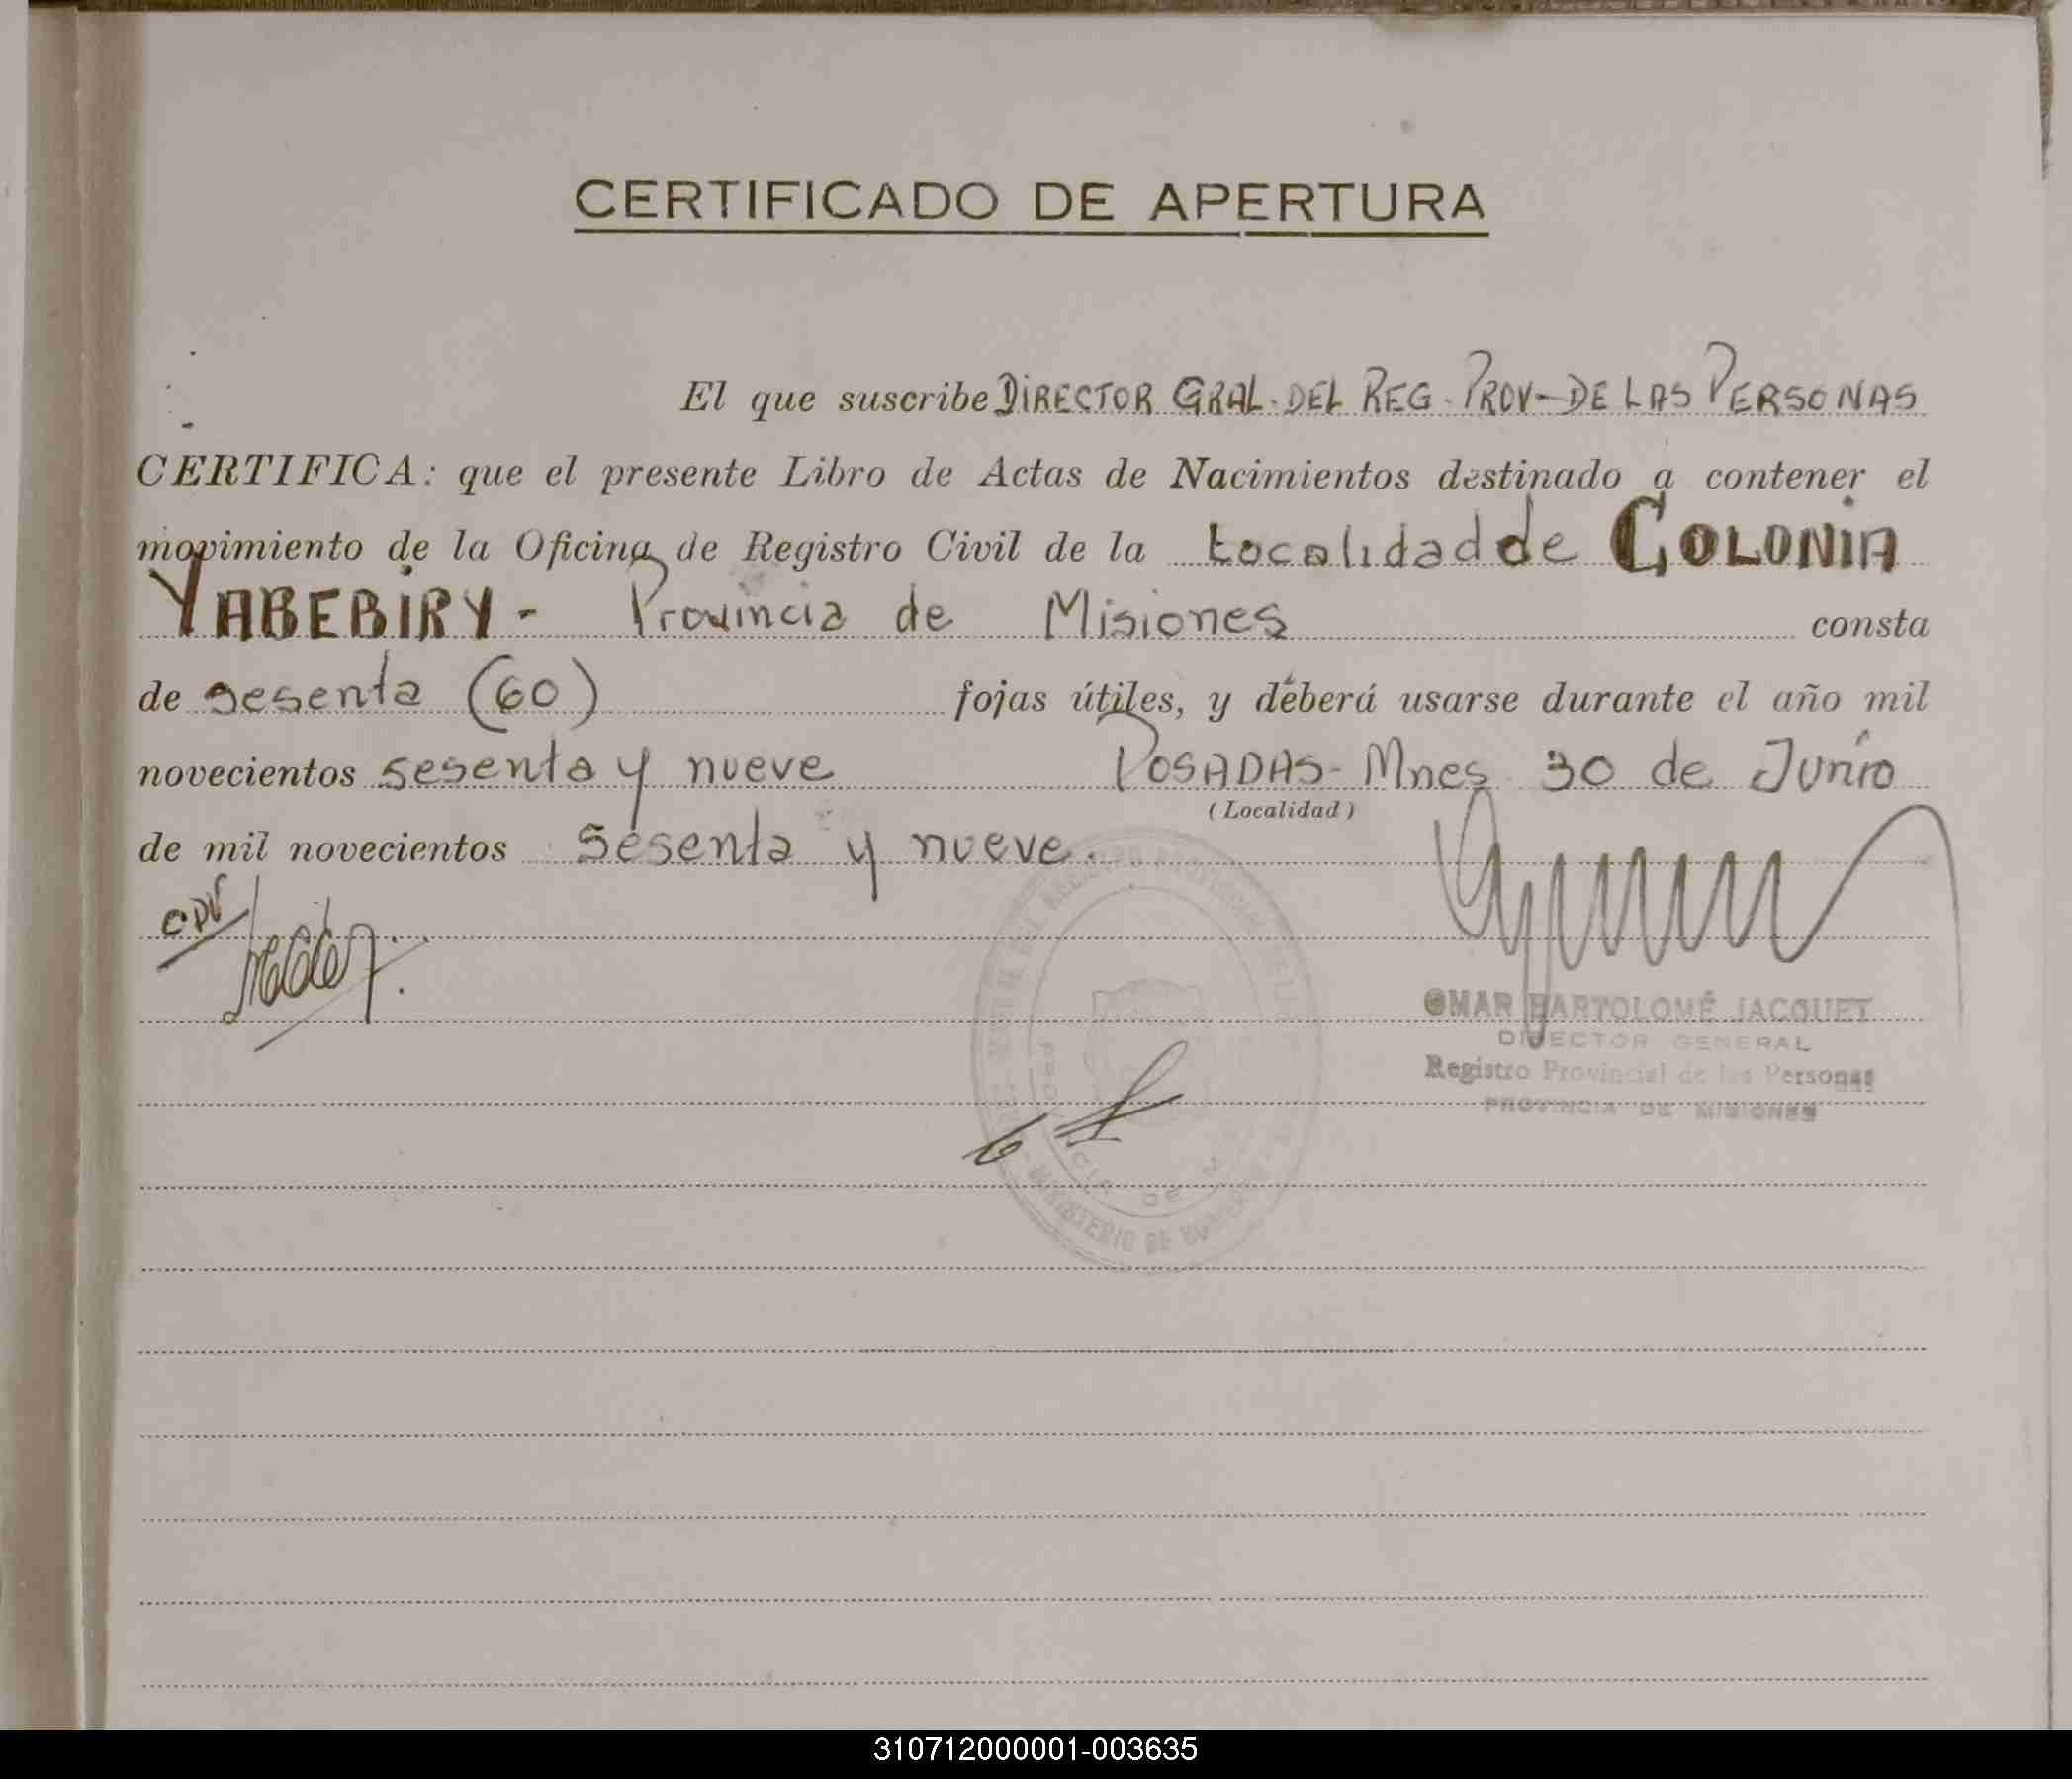 CERTIFICADO DE APERTURA
El que suscribe DIRECTOR GRAL. DEL REG. PROV- DE LAS PERSONAS
CERTIFICA: que el presente Libro de Actas de Nacimientos destinado a contener el
movimiento de la Oficina de Registro Civil de la Localidad de COLONIA
YABEBIRY - Provincia de Misiones consta
de sesenta (60) fojas útiles, y deberá usarse durante el año mil
novecientos sesenta y nueve POSADAS- Mnes 30 de Junio
(Localidad)
de mil novecientos sesenta y nueve.
OMAR BARTOLOMÉ JACQUET
DIRECTOR GENERAL
Registro Provincial de las Personas
PROVINCIA DE MISIONES
MINISTERIO DE
310712000001-003635